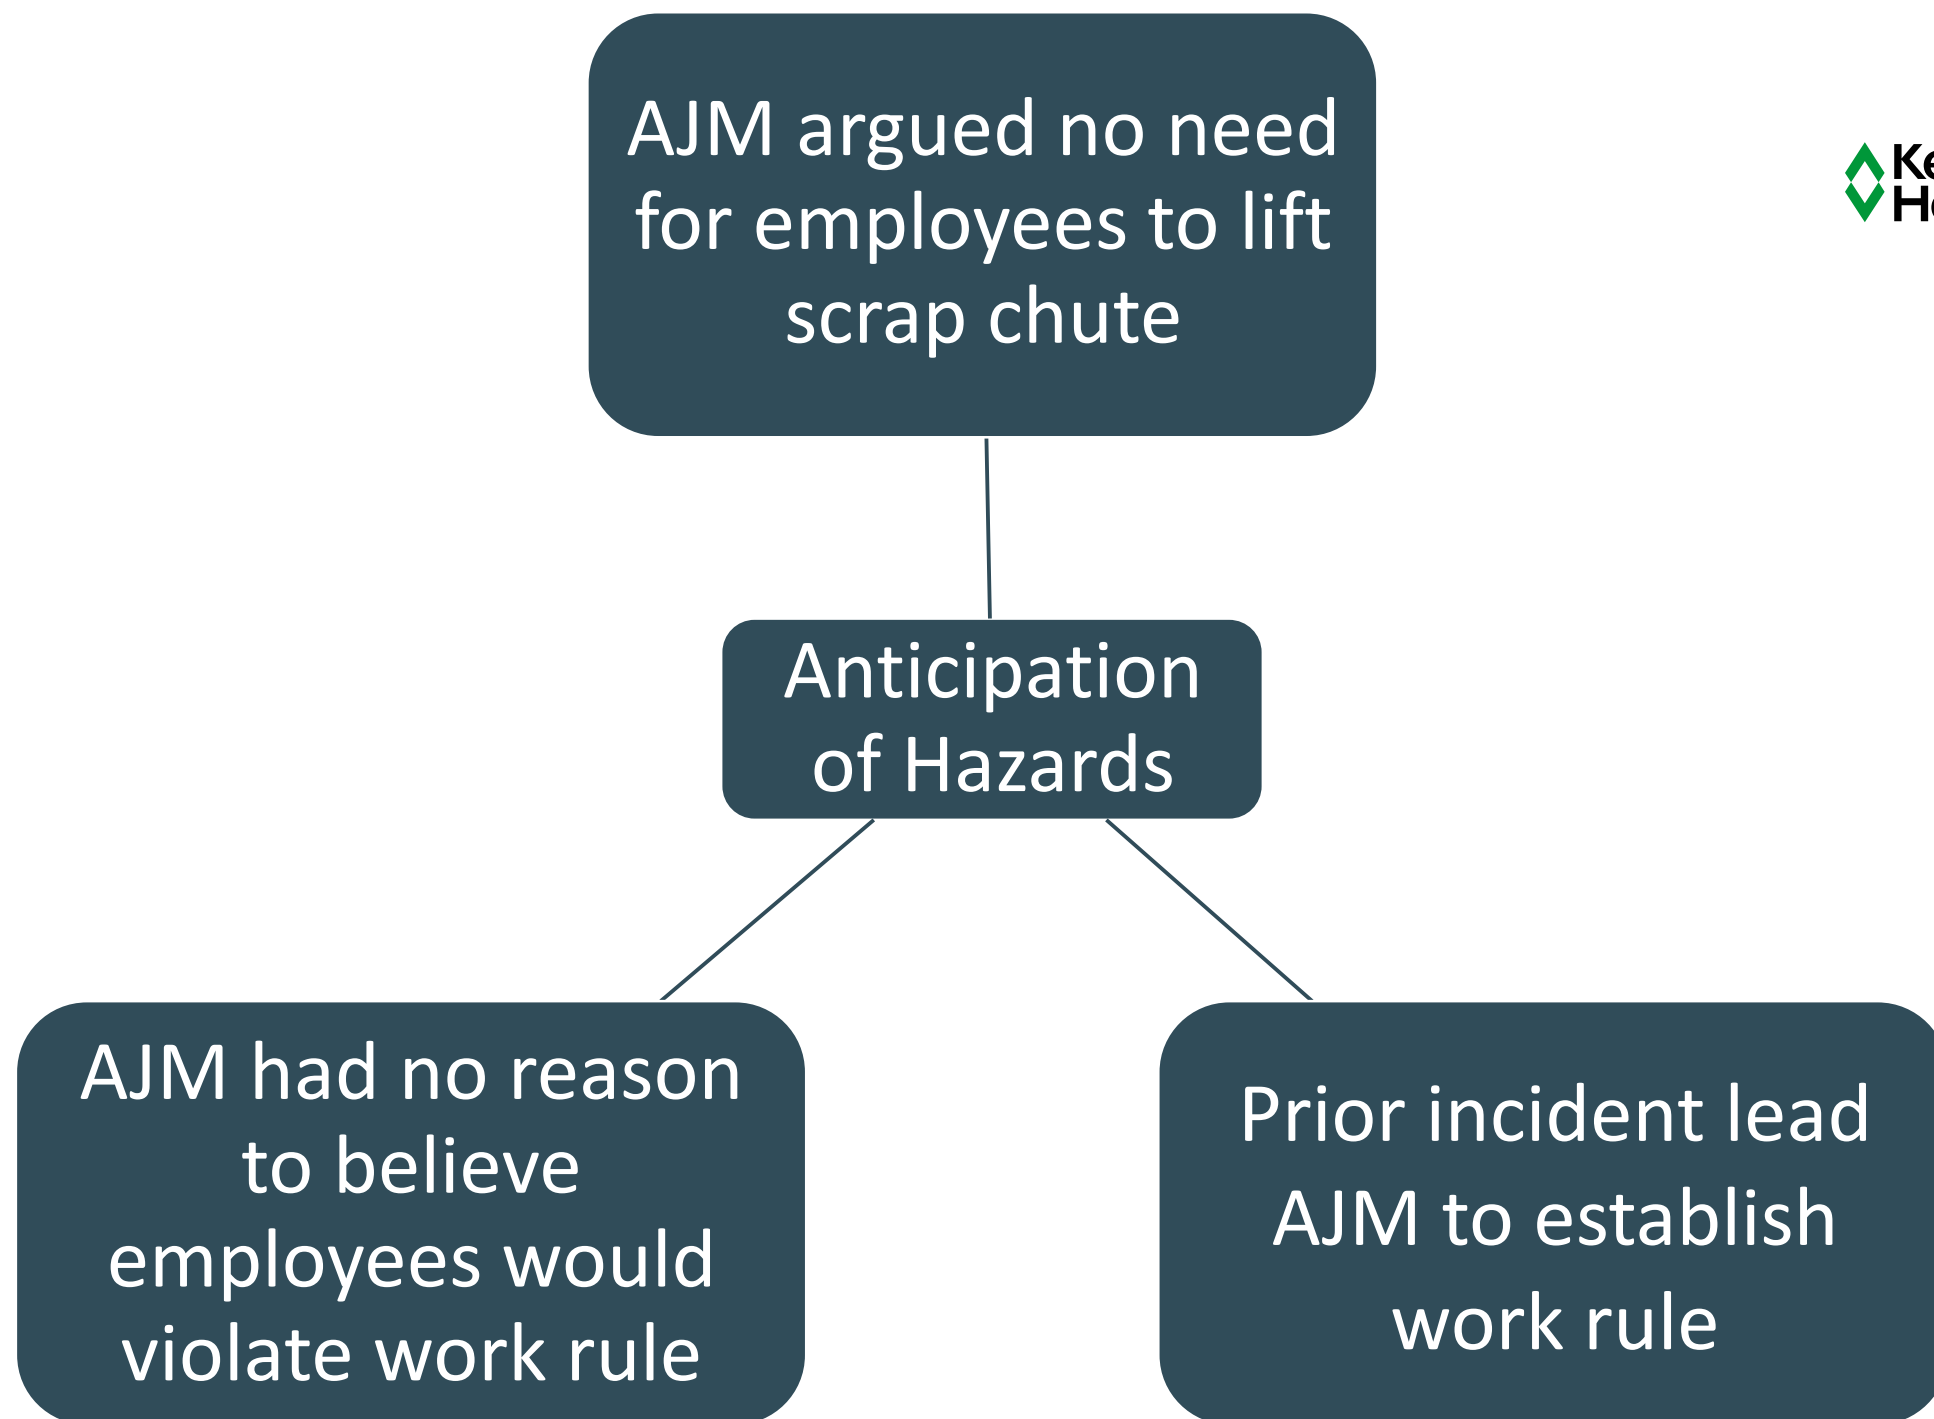 AJM argued no need
for employees to lift
scrap chute
Anticipation
of Hazards
AJM had no reason
to believe
employees would
violate work rule
Prior incident lead
AJM to establish
work rule